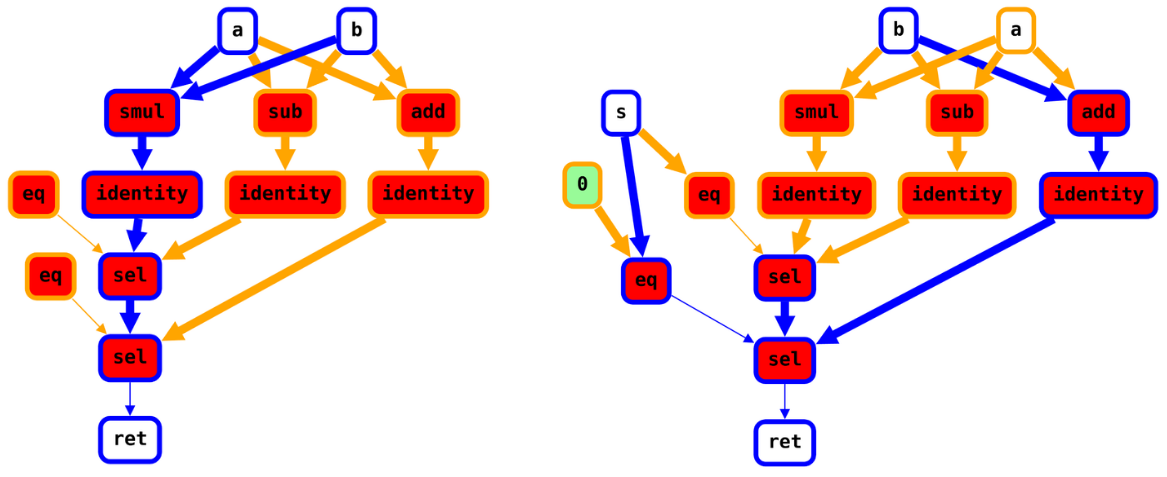 a b
smul sub add
eq identity identity identity
eq sel
sel
ret
b a
s smul sub add
0 eq identity identity identity
eq sel
sel
ret